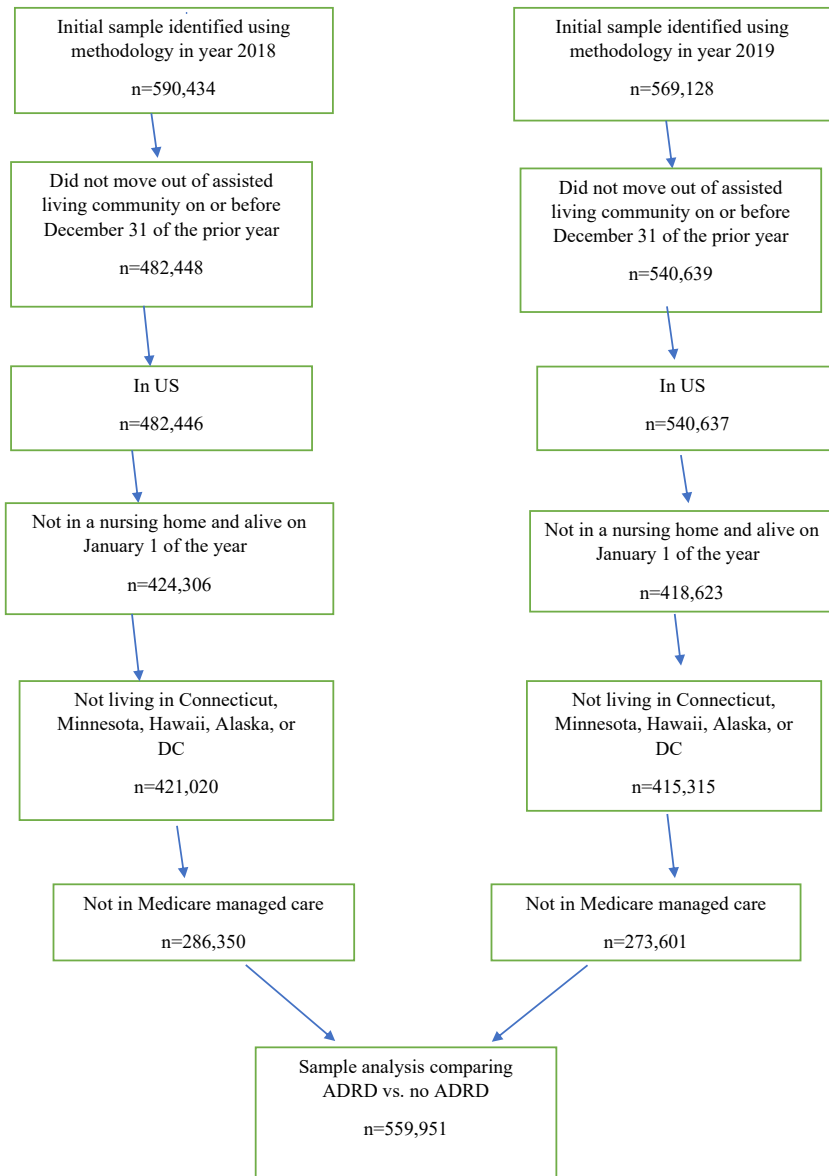 Initial sample identified using
methodology in year 2018
n=590,434
Did not move out of assisted
living community on or before
December 31 of the prior year
n=482,448
In US
n=482,446
Not in a nursing home and alive on
January 1 of the year
n=424,306
Not living in Connecticut,
Minnesota, Hawaii, Alaska, or
DC
n=421,020
Not in Medicare managed care
n=286,350
Initial sample identified using
methodology in year 2019
n=569,128
Did not move out of assisted
living community on or before
December 31 of the prior year
n=540,639
In US
n=540,637
Not in a nursing home and alive on
January 1 of the year
n=418,623
Not living in Connecticut,
Minnesota, Hawaii, Alaska, or
DC
n=415,315
Not in Medicare managed care
n=273,601
Sample analysis comparing
ADRD vs. no ADRD
n=559,951